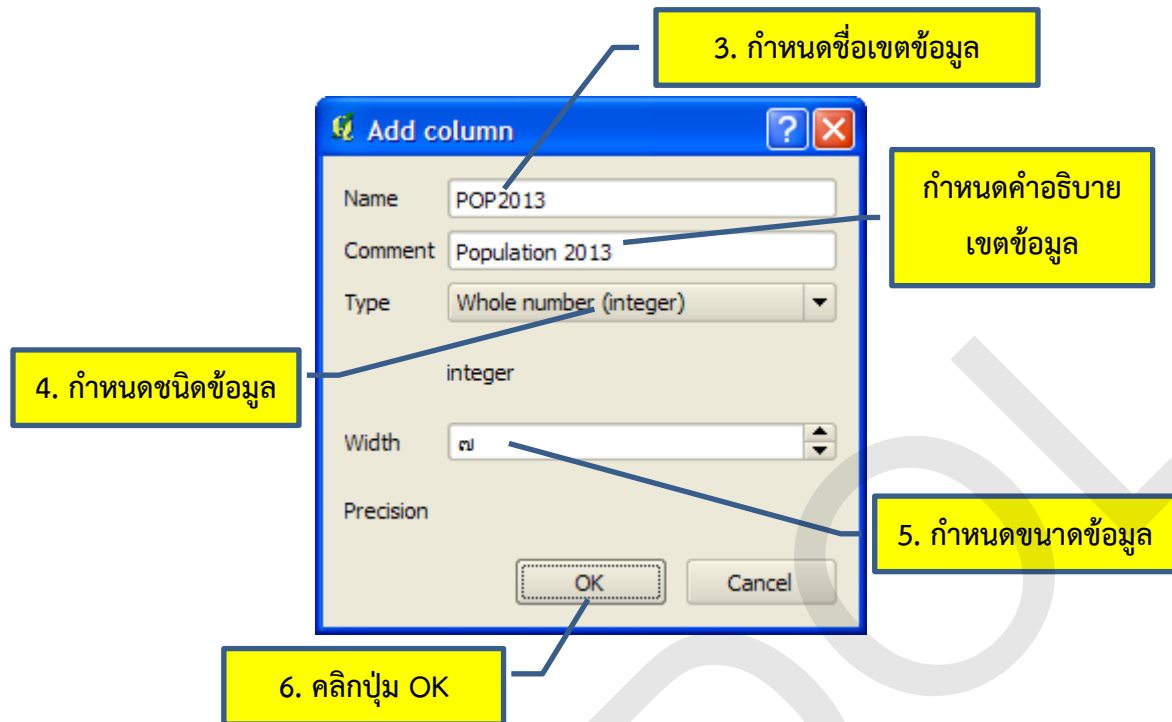 3. กำหนดชื่อเขตข้อมูล
Add column
Name POP2013
กำหนดคำอธิบาย
เขตข้อมูล
Comment Population 2013
Type Whole number (integer)
4. กำหนดชนิดข้อมูล
integer
Width ๗
Precision
5. กำหนดขนาดข้อมูล
OK Cancel
6. คลิกปุ่ม OK